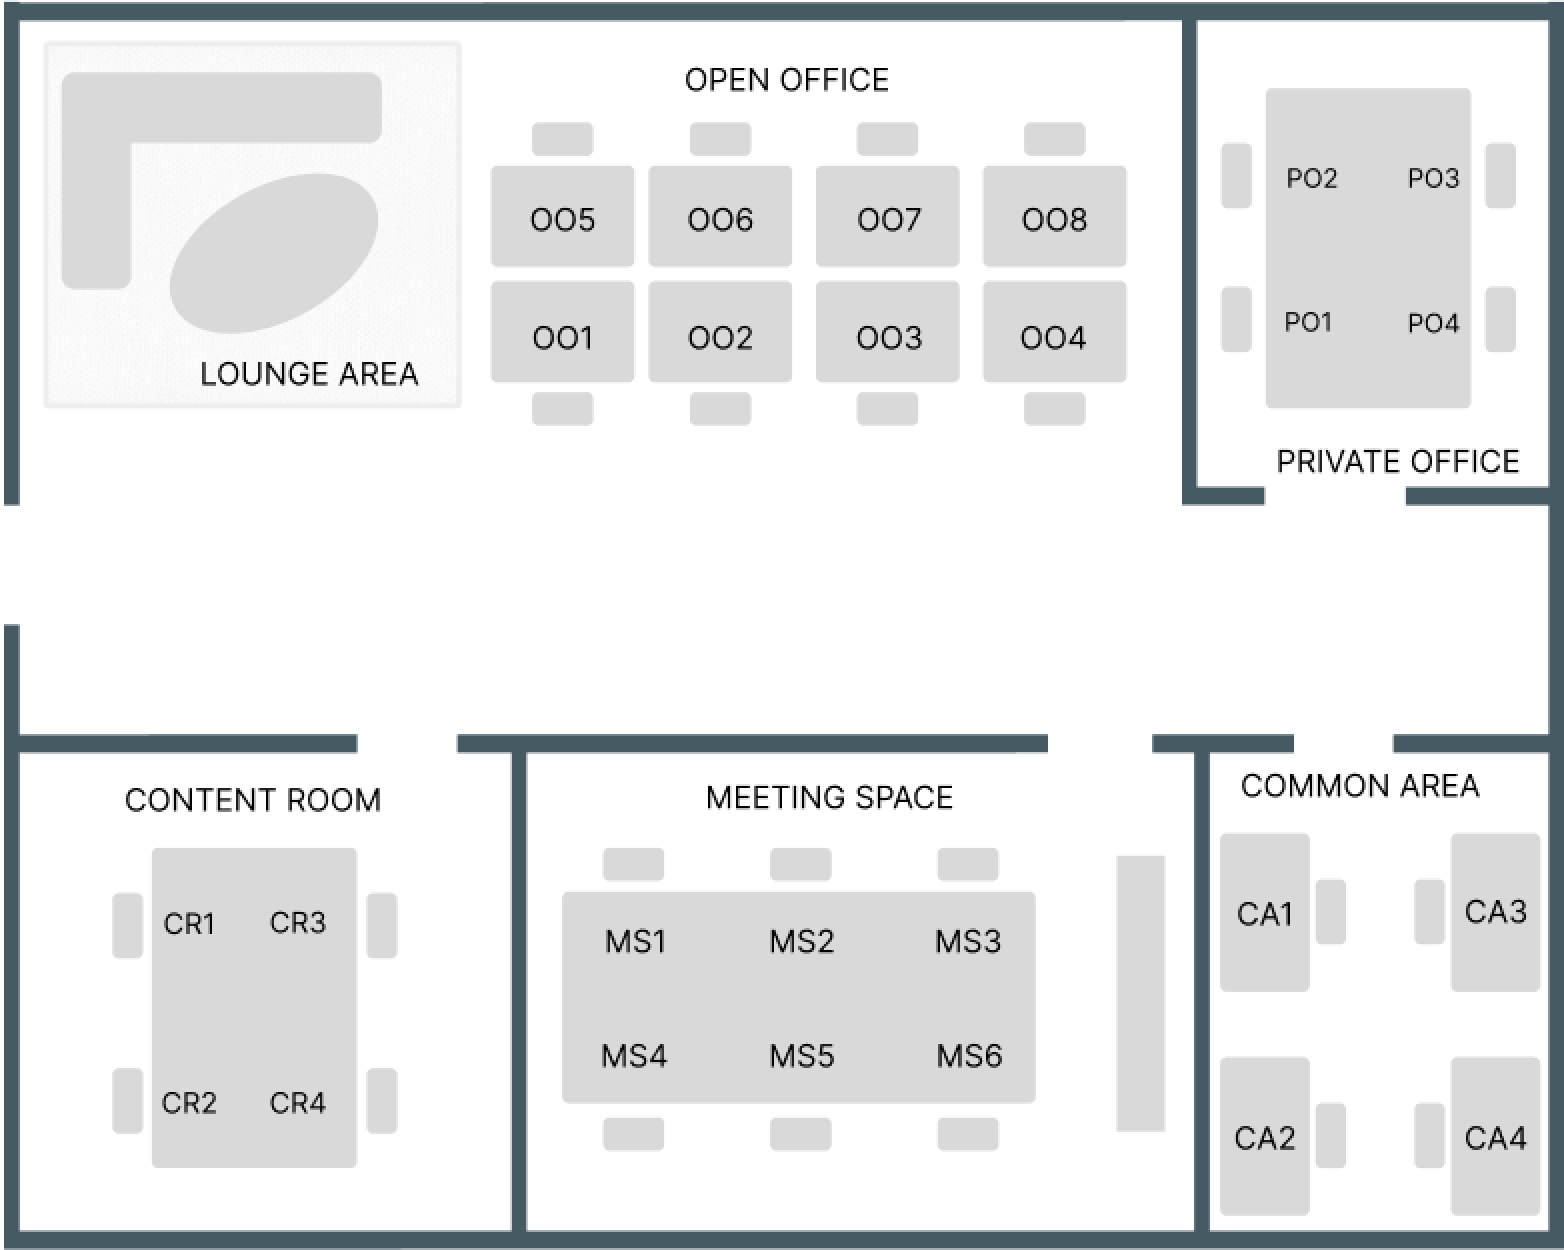 OPEN OFFICE
OO5 OO6 OO7 OO8
OO1 OO2 OO3 OO4
LOUNGE AREA
PO2 PO3
PO1 PO4
PRIVATE OFFICE
CONTENT ROOM
CR1 CR3
CR2 CR4
MEETING SPACE
MS1 MS2 MS3
MS4 MS5 MS6
COMMON AREA
CA1 CA3
CA2 CA4